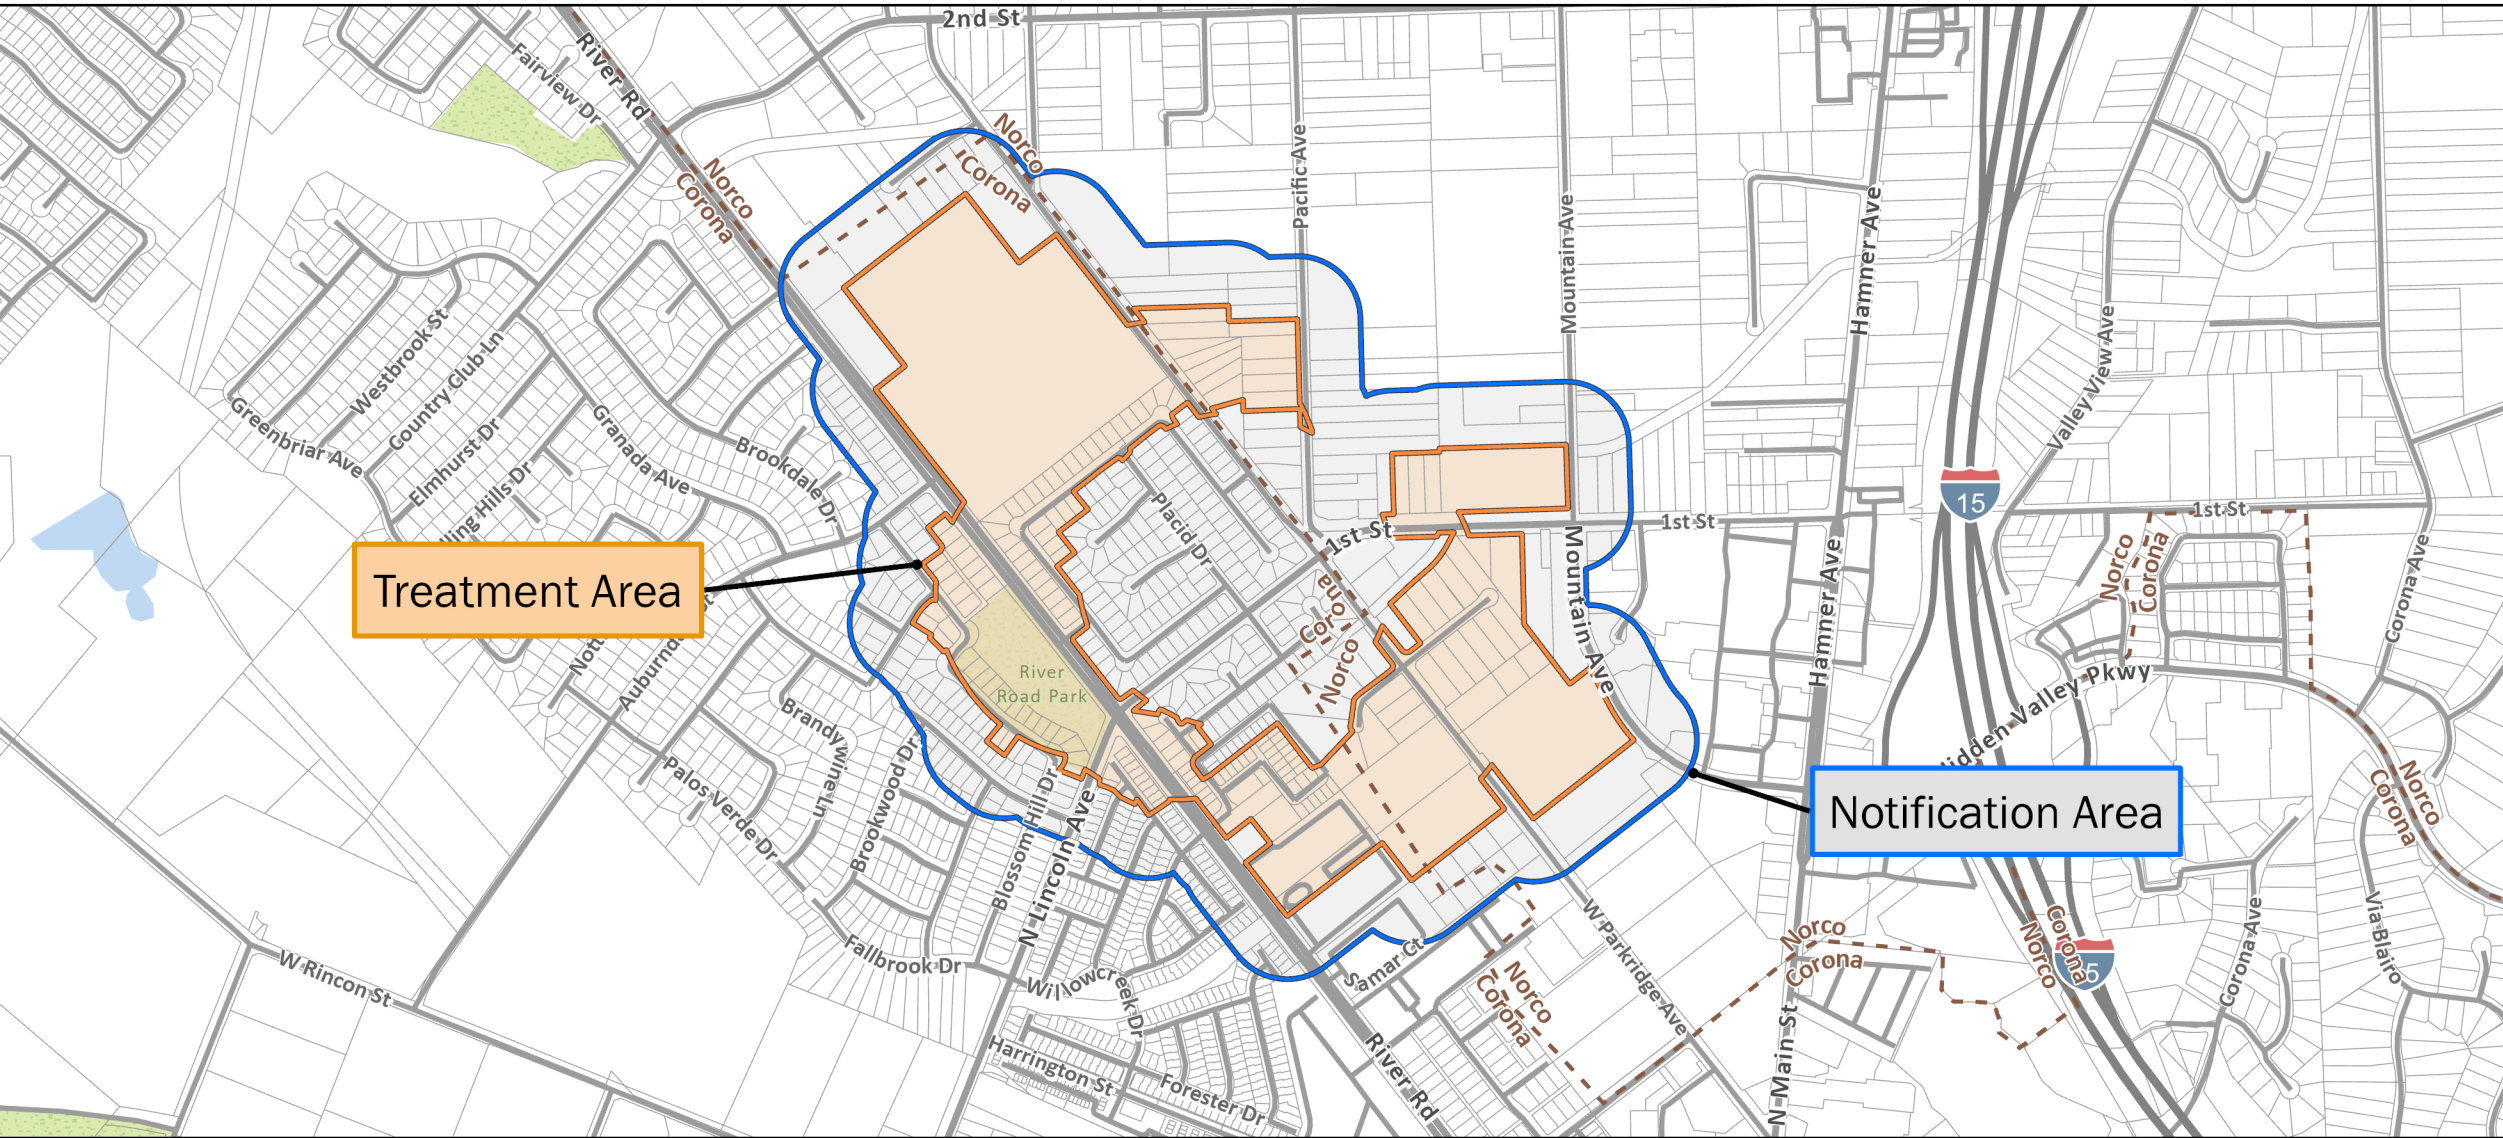 2nd St
River Rd
Fairview Dr
Norco
Corona
Norco
Corona
Pacific Ave
Mountain Ave
Hamner Ave
Valley View Ave
Westbrook St
Country Club Ln
Greenbriar Ave
Elmhurst Dr
Granada Ave
Brookdale Dr
Placid Dr
1st St
1st St
15
1st St
Norco
Corona
Corona Ave
Treatment Area
Mountain Ave
Hamner Ave
Corona
Norco
River
Road Park
Brandywine Ln
Brookwood Dr
Palos Verde Dr
Blossom Hill Dr
N Lincoln Ave
Notification Area
Norco
Corona
Fallbrook Dr
Willowcreek Dr
W Rincon St
Samar Ct
W Parkridge Ave
Norco
Corona
Norco
Corona
Corona
Norco
Corona Ave
Via Blairo
Harrington St
Forester Dr
River Rd
N Main St